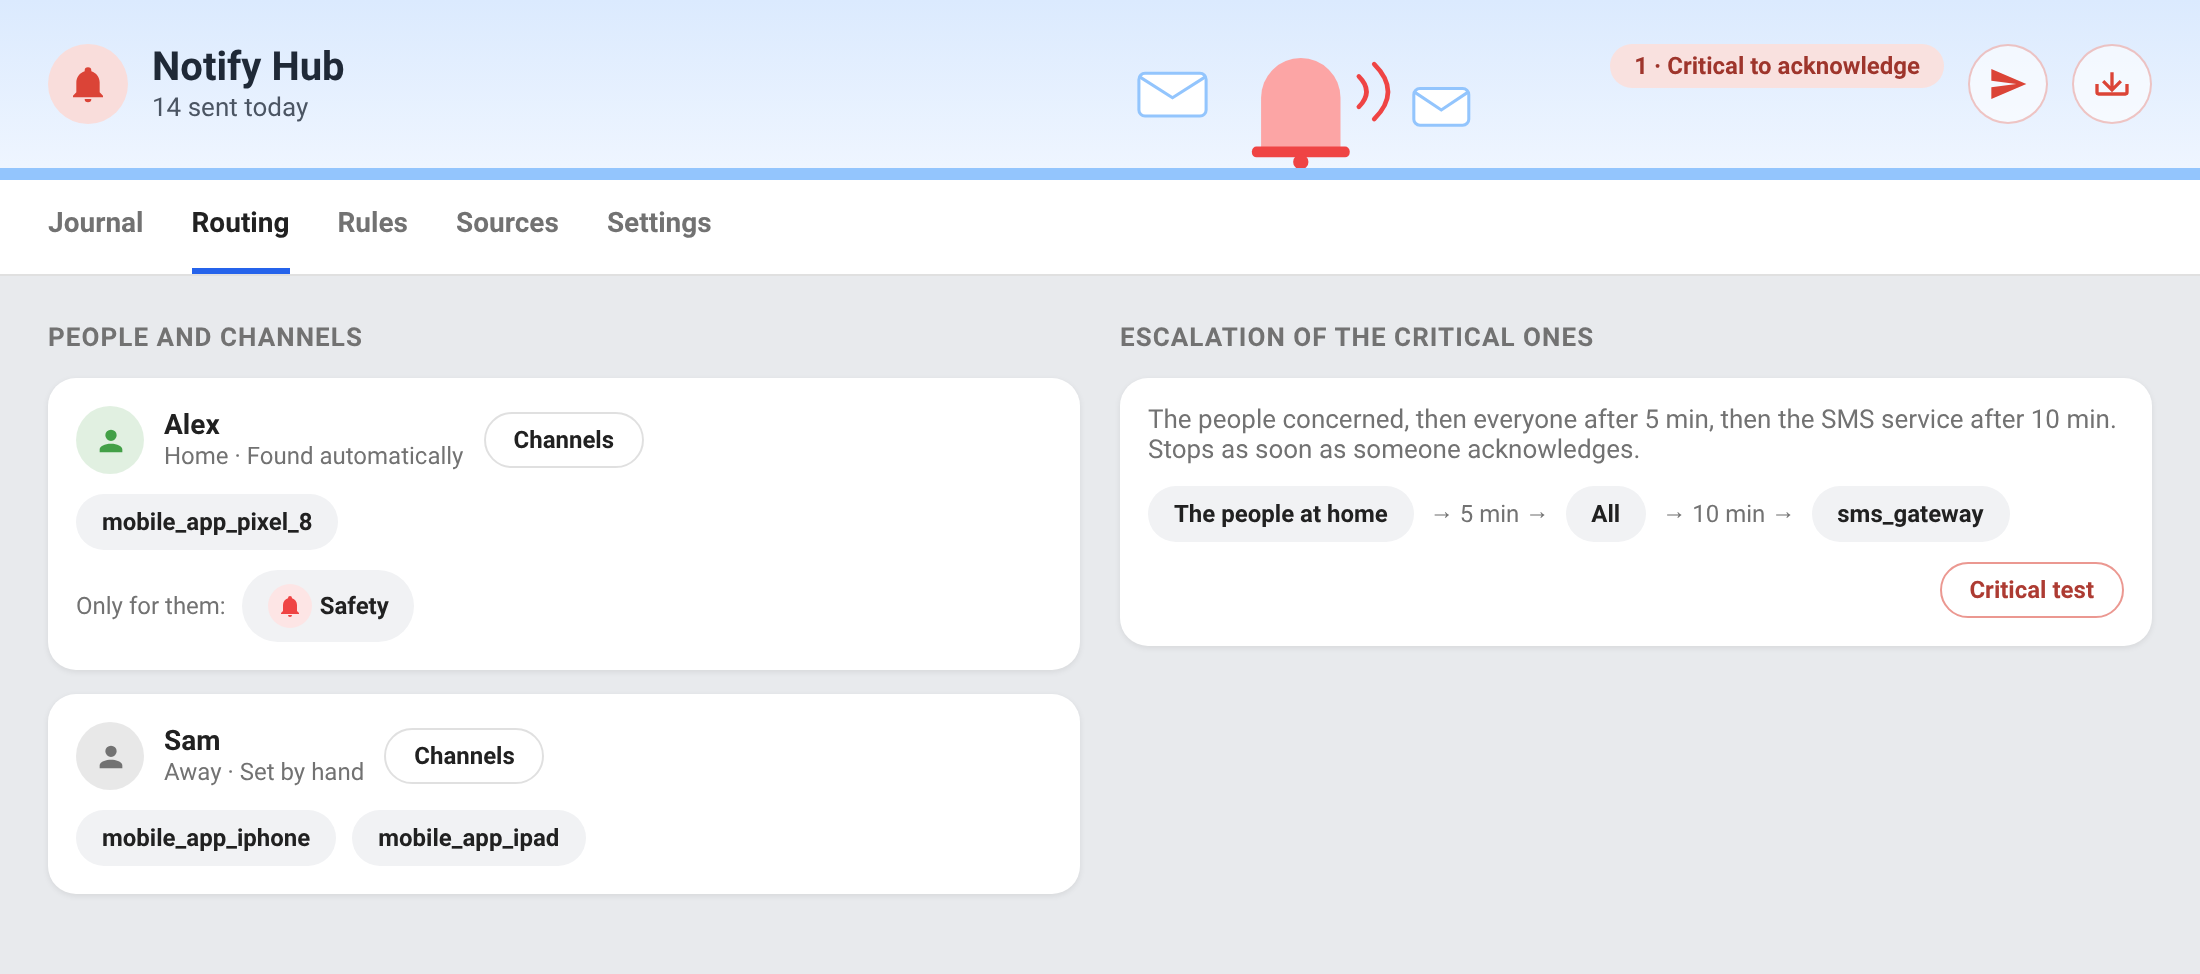 Notify Hub
14 sent today
1 · Critical to acknowledge
Journal
Routing
Rules
Sources
Settings
PEOPLE AND CHANNELS
Alex
Home · Found automatically
Channels
mobile_app_pixel_8
Only for them:
Safety
Sam
Away · Set by hand
Channels
mobile_app_iphone
mobile_app_ipad
ESCALATION OF THE CRITICAL ONES
The people concerned, then everyone after 5 min, then the SMS service after 10 min.
Stops as soon as someone acknowledges.
The people at home → 5 min → All → 10 min → sms_gateway
Critical test